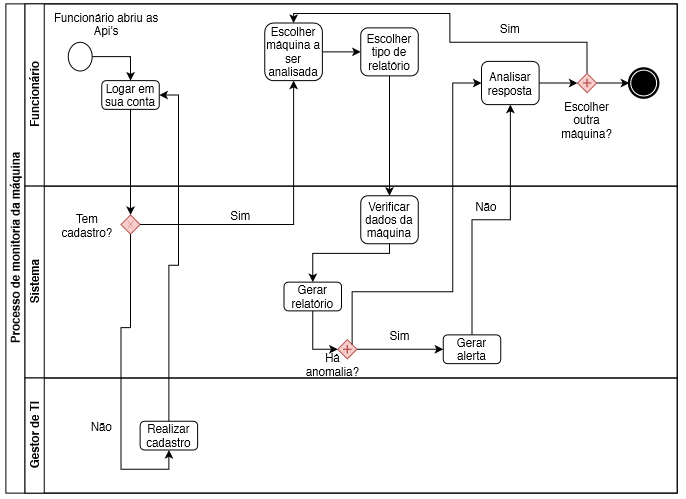 Processo de monitoria da máquina
Funcionário
Funcionário abriu as
Api's
Logar em
sua conta
Escolher
máquina a
ser
analisada
Escolher
tipo de
relatório
Sim
Analisar
resposta
Escolher
outra
máquina?
Sistema
Tem
cadastro?
Sim
Verificar
dados da
máquina
Não
Gerar
relatório
Há
anomalia?
Sim
Gerar
alerta
Gestor de TI
Não
Realizar
cadastro